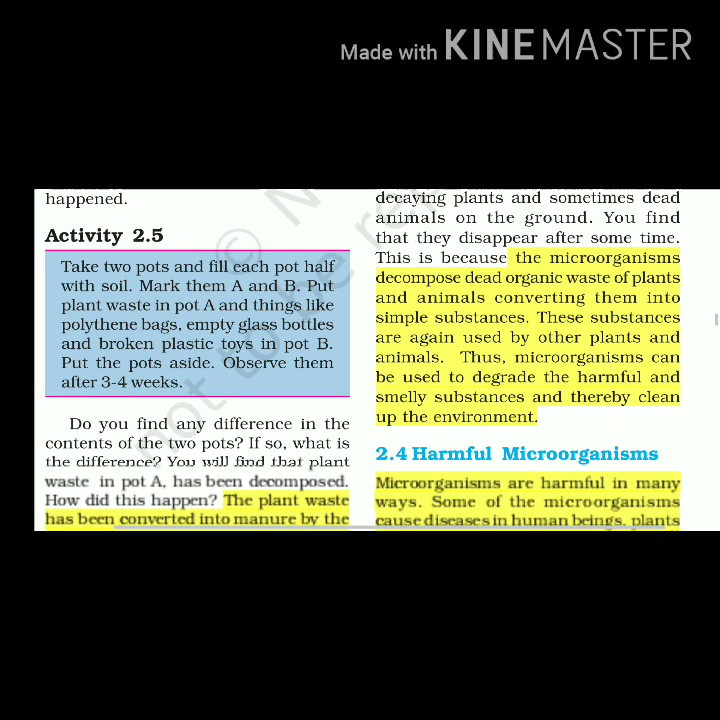 Made with KINEMASTER
happened.
Activity 2.5
Take two pots and fill each pot half
with soil. Mark them A and B. Put
plant waste in pot A and things like
polythene bags, empty glass bottles
and broken plastic toys in pot B.
Put the pots aside. Observe them
after 3-4 weeks.
Do you find any difference in the
contents of the two pots? If so, what is
the difference? You will find that plant
waste in pot A, has been decomposed.
How did this happen? The plant waste
has been converted into manure by the
decaying plants and sometimes dead
animals on the ground. You find
that they disappear after some time.
This is because the microorganisms
decompose dead organic waste of plants
and animals converting them into
simple substances. These substances
are again used by other plants and
animals. Thus, microorganisms can
be used to degrade the harmful and
smelly substances and thereby clean
up the environment.
2.4 Harmful Microorganisms
Microorganisms are harmful in many
ways. Some of the microorganisms
cause diseases in human beings, plants
© N
not to be re